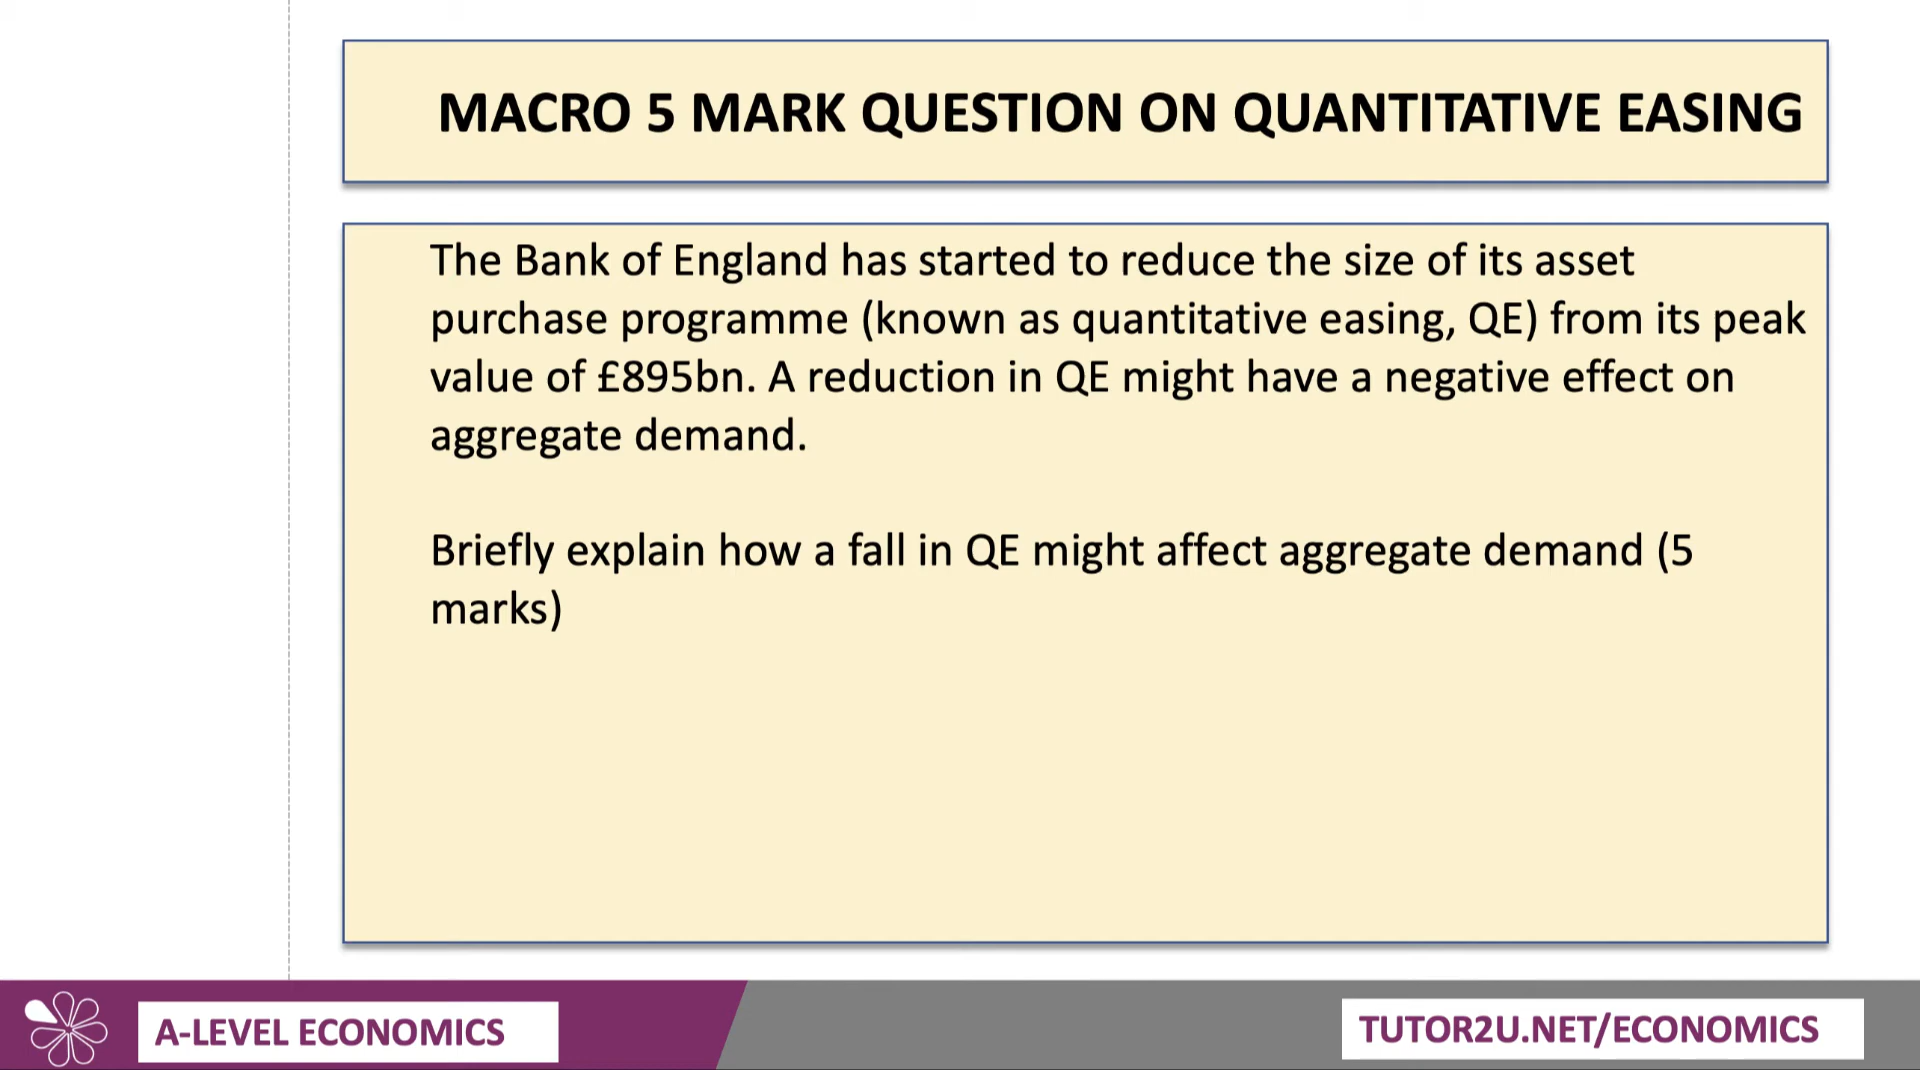 MACRO 5 MARK QUESTION ON QUANTITATIVE EASING
The Bank of England has started to reduce the size of its asset
purchase programme (known as quantitative easing, QE) from its peak
value of £895bn. A reduction in QE might have a negative effect on
aggregate demand.
Briefly explain how a fall in QE might affect aggregate demand (5
marks)
A-LEVEL ECONOMICS
TUTOR2U.NET/ECONOMICS